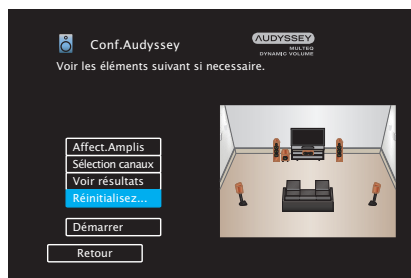 Conf.Audyssey
AUDYSSEY
MULTEQ
DYNAMIC VOLUME
Voir les éléments suivant si necessaire.
Affect.Amplis
Sélection canaux
Voir résultats
Réinitialisez...
Démarrer
Retour